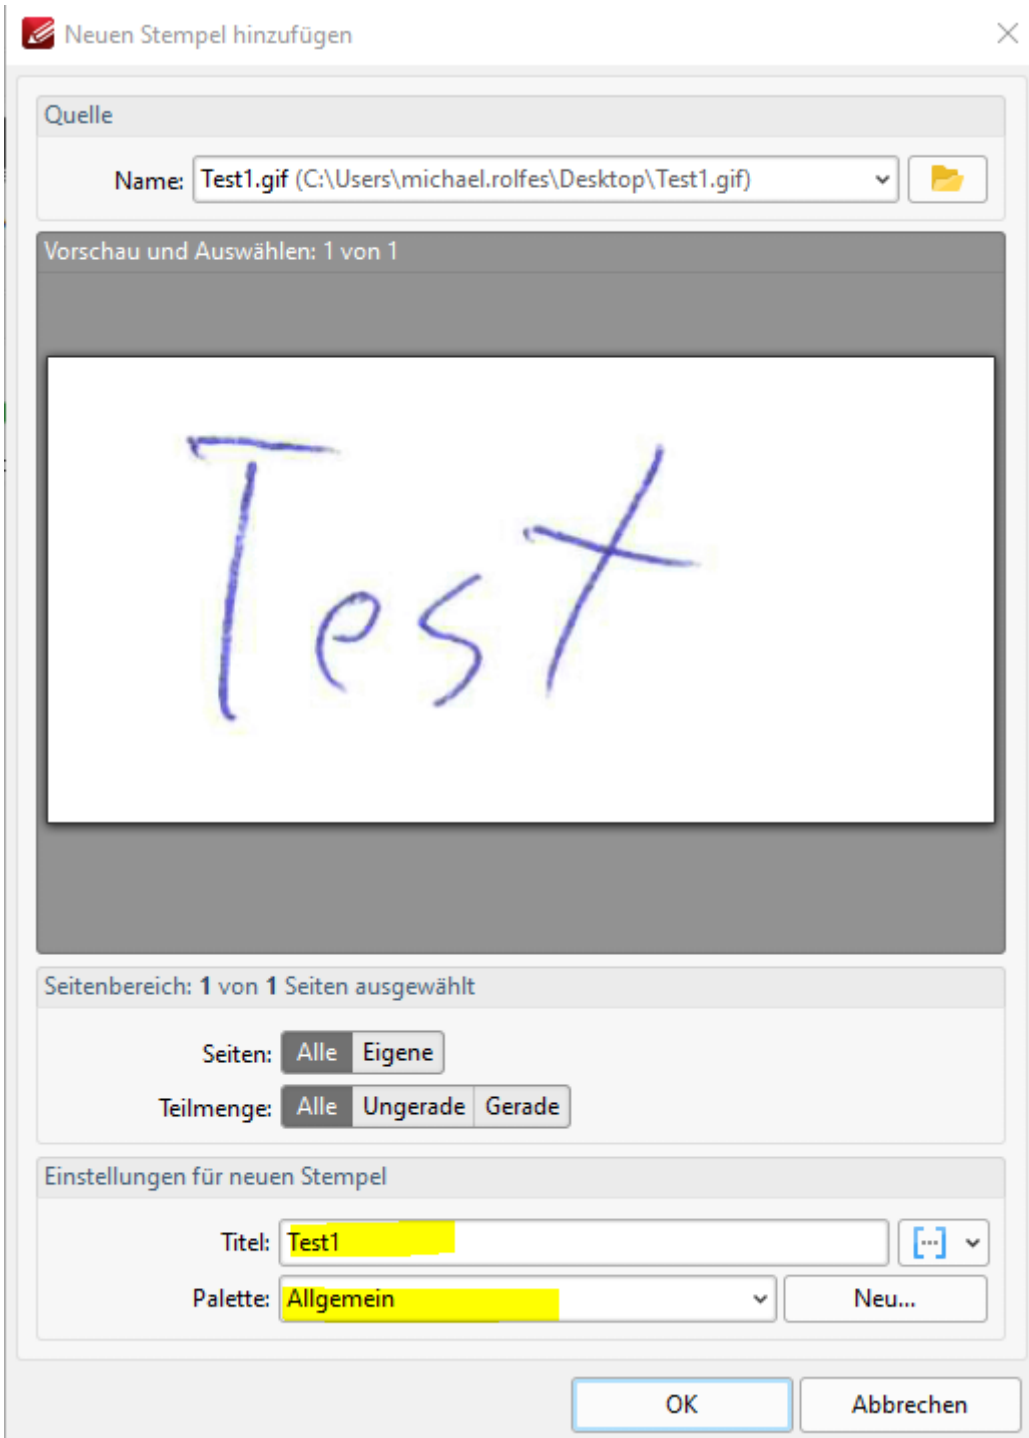 Neuen Stempel hinzufügen
Quelle
Name: Test1.gif (C:\Users\michael.rolfes\Desktop\Test1.gif)
Vorschau und Auswählen: 1 von 1
Test
Seitenbereich: 1 von 1 Seiten ausgewählt
Seiten: Alle Eigene
Teilmenge: Alle Ungerade Gerade
Einstellungen für neuen Stempel
Titel: Test1
Palette: Allgemein Neu...
OK Abbrechen